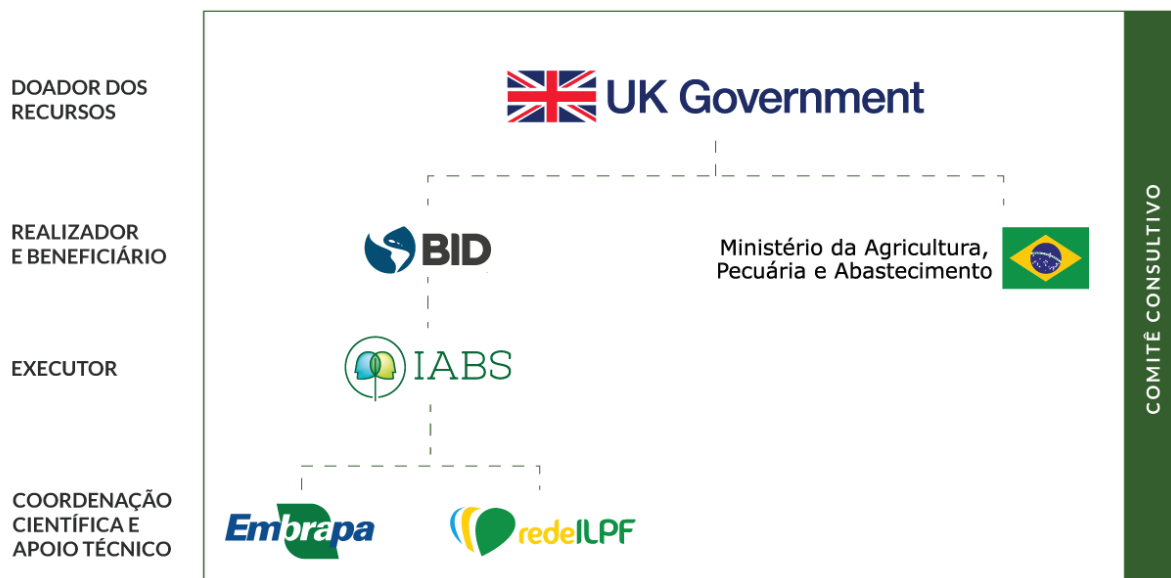 DOADOR DOS
RECURSOS
UK Government
REALIZADOR
E BENEFICIÁRIO
BID
Ministério da Agricultura,
Pecuária e Abastecimento
EXECUTOR
IABS
COORDENAÇÃO
CIENTÍFICA E
APOIO TÉCNICO
Embrapa
redeILPF
COMITÊ CONSULTIVO